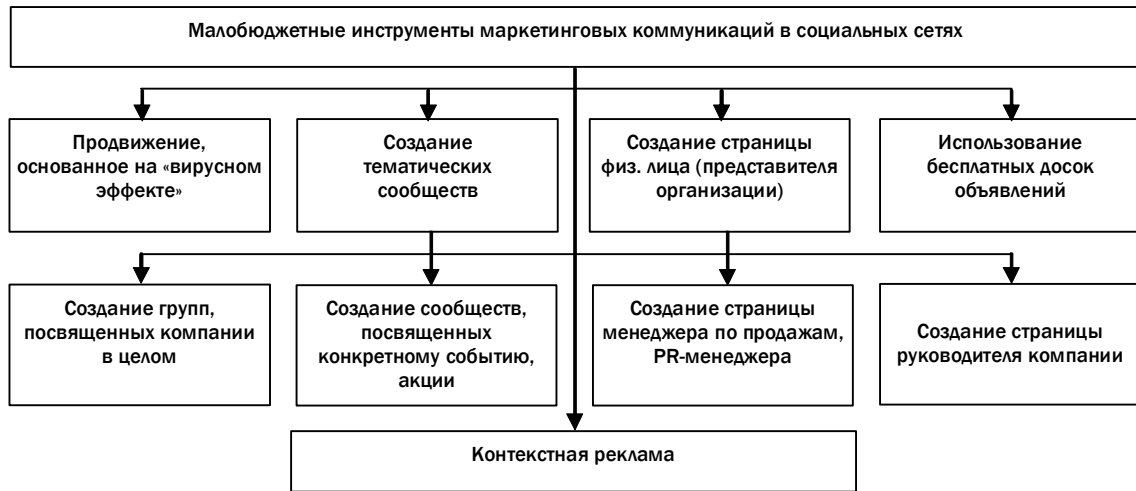 Малобюджетные инструменты маркетинговых коммуникаций в социальных сетях
Продвижение,
основанное на «вирусном
эффекте»
Создание
тематических
сообществ
Создание страницы
физ. лица (представителя
организации)
Использование
бесплатных досок
объявлений
Создание групп,
посвященных компании
в целом
Создание сообществ,
посвященных
конкретному событию,
акции
Создание страницы
менеджера по продажам,
PR-менеджера
Создание страницы
руководителя компании
Контекстная реклама